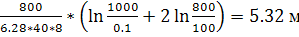 800/(6.28*40*8) * (ln 1000/0.1 + 2 ln 800/100) = 5.32 м